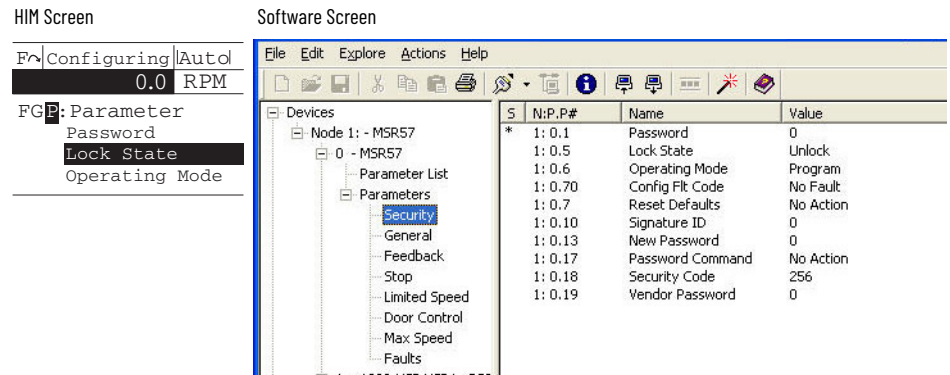 HIM Screen
F Configuring Auto
0.0 RPM
FGP: Parameter
Password
Lock State
Operating Mode
Software Screen
File Edit Explore Actions Help
Devices
Node 1: - MSR57
0 - MSR57
Parameter List
Parameters
Security
General
Feedback
Stop
Limited Speed
Door Control
Max Speed
Faults
S N:P.P# Name Value
* 1: 0.1 Password 0
1: 0.5 Lock State Unlock
1: 0.6 Operating Mode Program
1: 0.70 Config Flt Code No Fault
1: 0.7 Reset Defaults No Action
1: 0.10 Signature ID 0
1: 0.13 New Password 0
1: 0.17 Password Command No Action
1: 0.18 Security Code 256
1: 0.19 Vendor Password 0